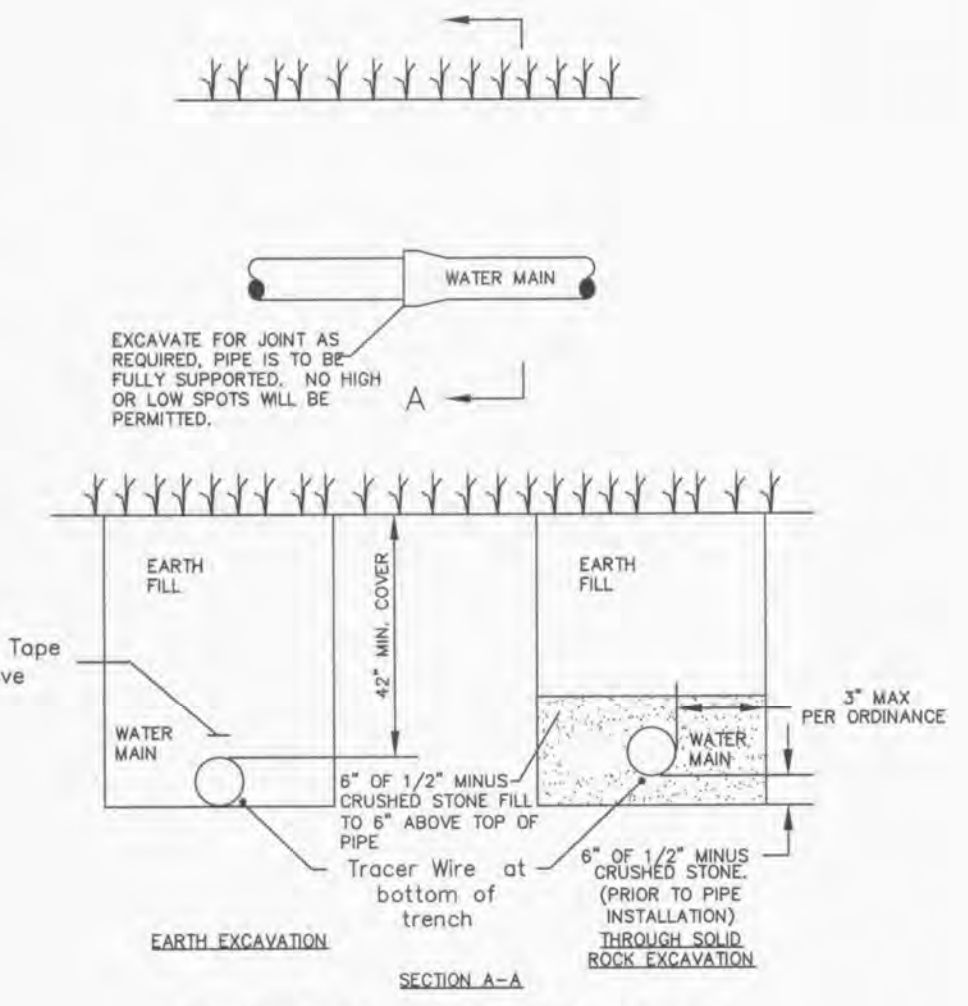 WATER MAIN
EXCAVATE FOR JOINT AS
REQUIRED, PIPE IS TO BE
FULLY SUPPORTED. NO HIGH
OR LOW SPOTS WILL BE
PERMITTED.
A
EARTH
FILL
42" MIN. COVER
EARTH
FILL
Tape
ve
WATER
MAIN
3" MAX
PER ORDINANCE
WATER
MAIN
6" OF 1/2" MINUS
CRUSHED STONE FILL
TO 6" ABOVE TOP OF
PIPE
Tracer Wire at
bottom of
trench
6" OF 1/2" MINUS
CRUSHED STONE.
(PRIOR TO PIPE
INSTALLATION)
THROUGH SOLID
ROCK EXCAVATION
EARTH EXCAVATION
SECTION A-A